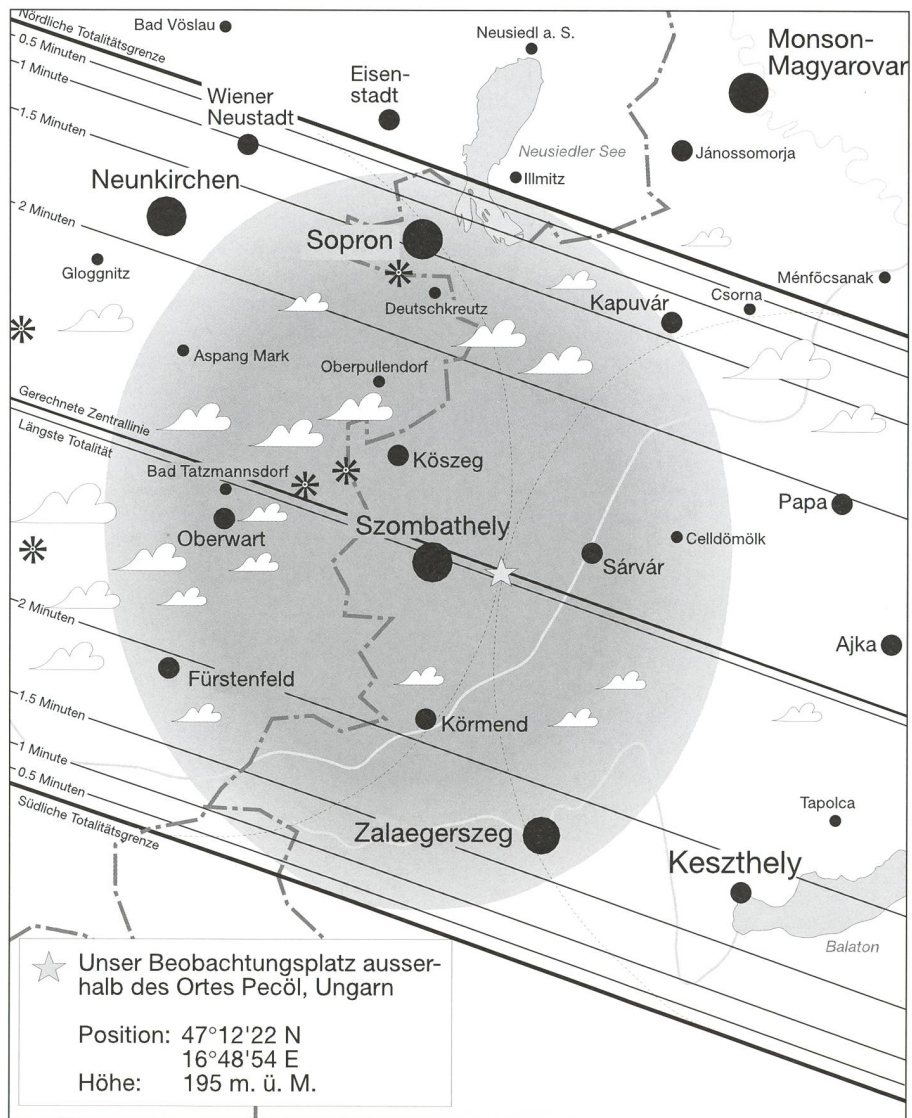 Nördliche Totalitätsgrenze
Bad Vöslau
0.5 Minuten
1 Minute
1.5 Minuten
2 Minuten
Wiener
Neustadt
Eisen-
stadt
Neusiedl a. S.
Monson-
Magyarovar
Neusiedler See
Jánossomorja
Illmitz
Neunkirchen
Sopron
Gloggnitz
Deutschkreutz
Kapuvár
Csorna
Ménfőcsanak
Aspang Mark
Oberpullendorf
Gerechnete Zentrallinie
Längste Totalität
Bad Tatzmannsdorf
Köszeg
Oberwart
Szombathely
Papa
Celldömölk
Sárvár
2 Minuten
Fürstenfeld
Ajka
1.5 Minuten
Körmend
1 Minute
0.5 Minuten
Südliche Totalitätsgrenze
Zalaegerszeg
Tapolca
Keszthely
Balaton
Unser Beobachtungsplatz ausser-
halb des Ortes Pecöl, Ungarn
Position: 47°12'22 N
16°48'54 E
Höhe: 195 m. ü. M.